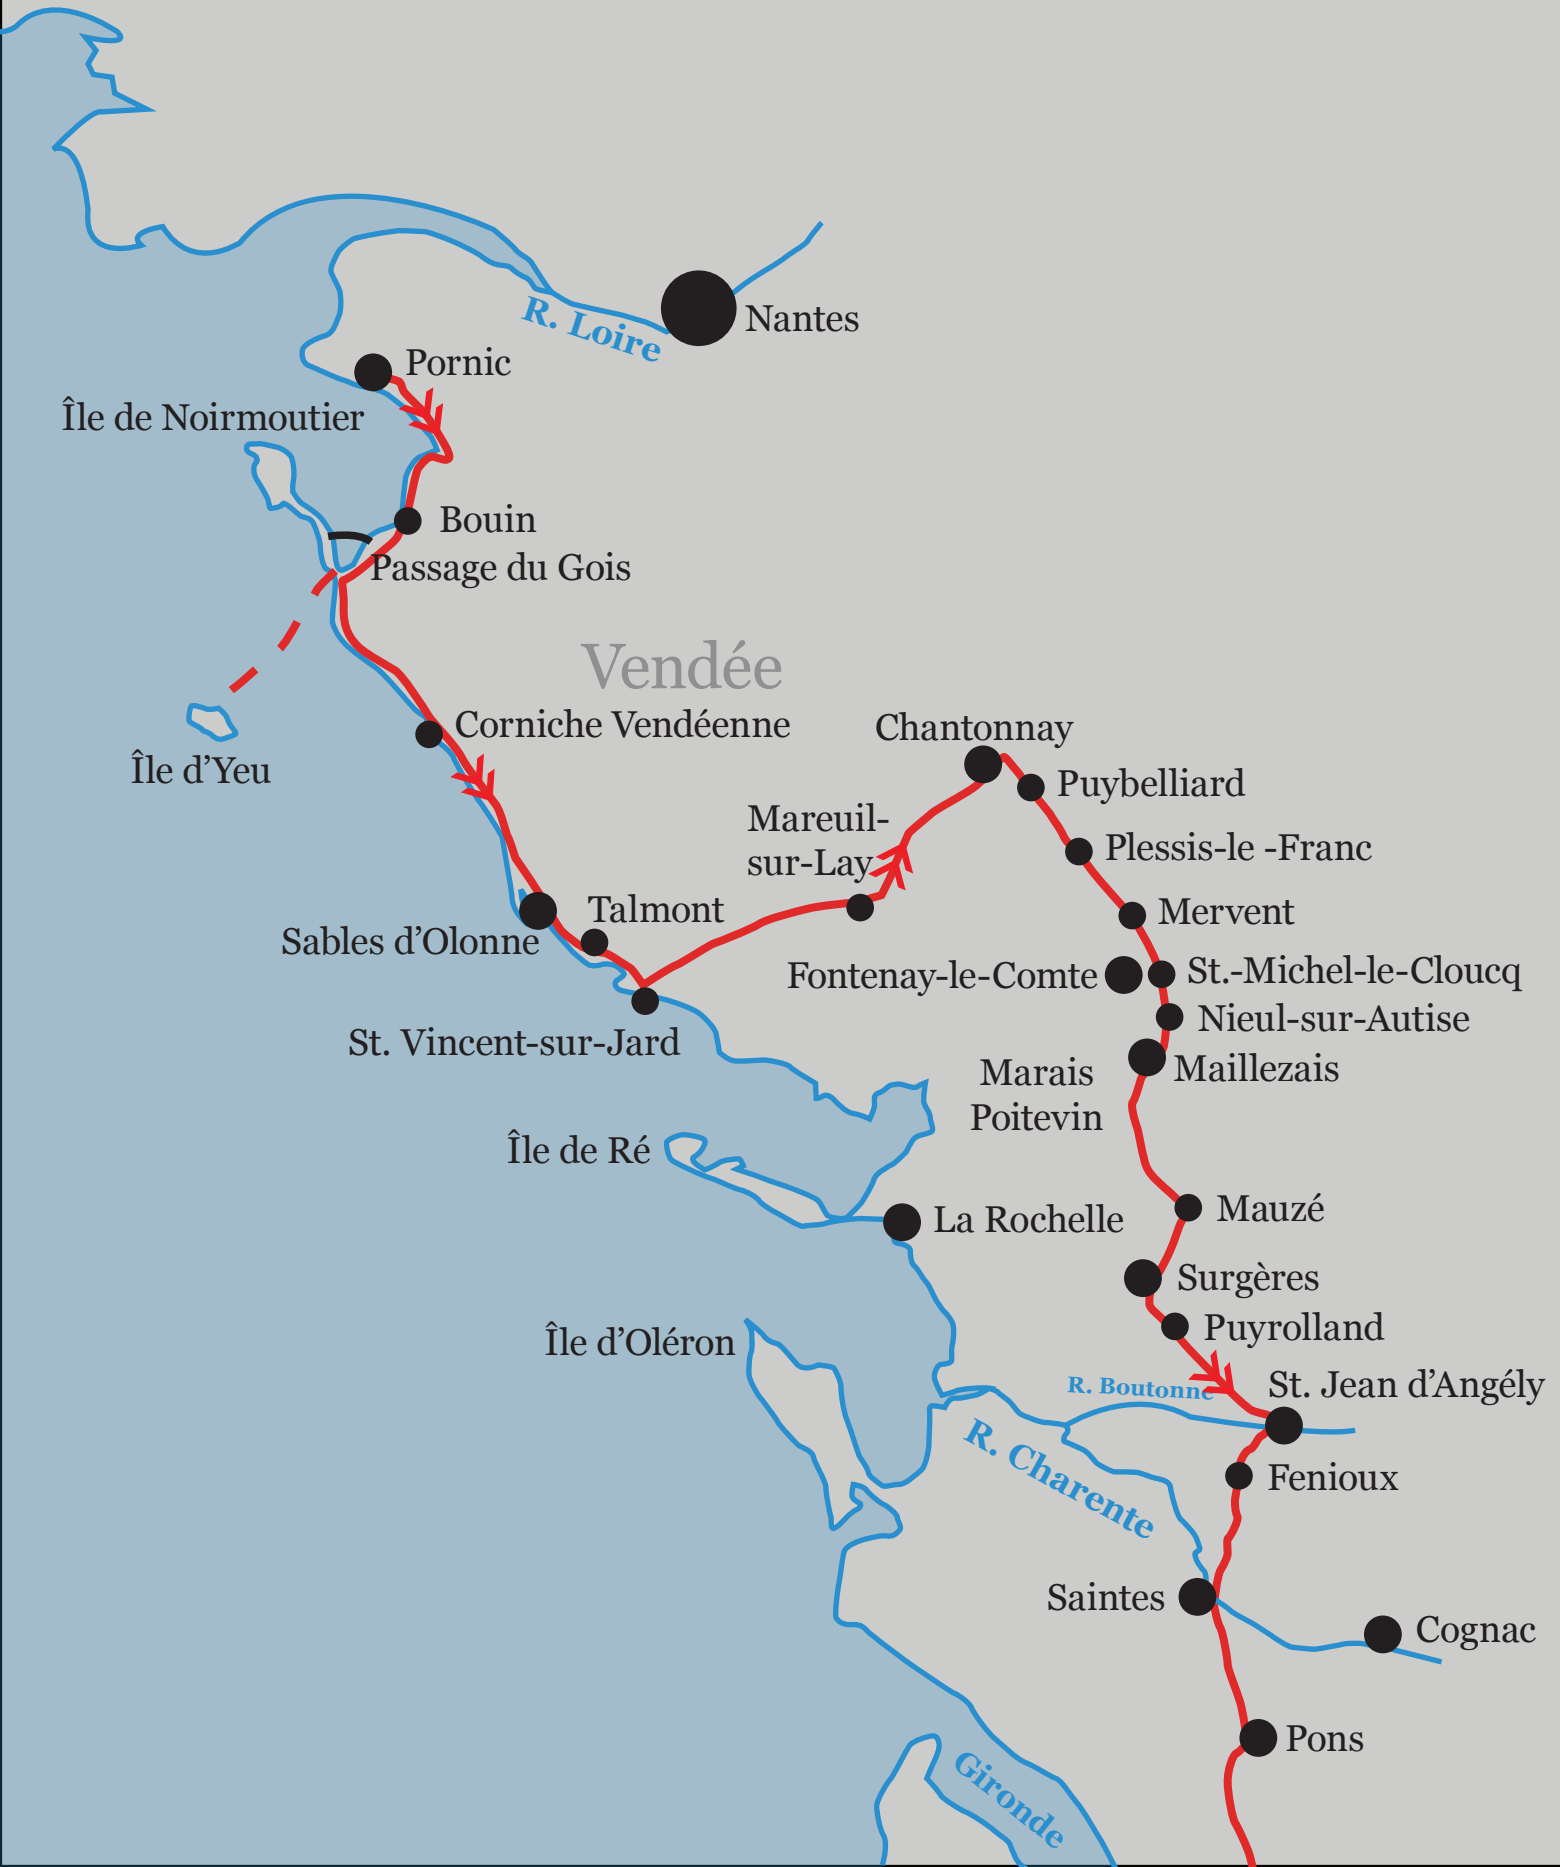 Nantes
R. Loire
Pornic
Île de Noirmoutier
Bouin
Passage du Gois
Vendée
Corniche Vendéenne
Île d'Yeu
Chantonnay
Puybelliard
Mareuil-
sur-Lay
Plessis-le -Franc
Talmont
Mervent
Sables d'Olonne
Fontenay-le-Comte
St.-Michel-le-Cloucq
Nieul-sur-Autise
St. Vincent-sur-Jard
Maillezais
Marais
Poitevin
Île de Ré
Mauzé
La Rochelle
Surgères
Puyrolland
Île d'Oléron
R. Boutonne
St. Jean d'Angély
R. Charente
Fenioux
Saintes
Cognac
Pons
Gironde